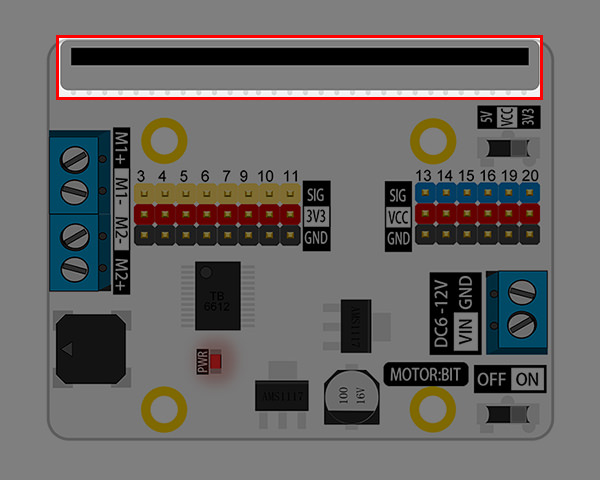 5V VCC 3V3
M1+ M1- M2- M2+
3 4 5 6 7 9 10 11
SIG
3V3
GND
13 14 15 16 19 20
SIG
VCC
GND
TB
6612
PWR
AMS1117
AMS1117
100
16V
DC6-12V
VIN GND
MOTOR:BIT
OFF ON